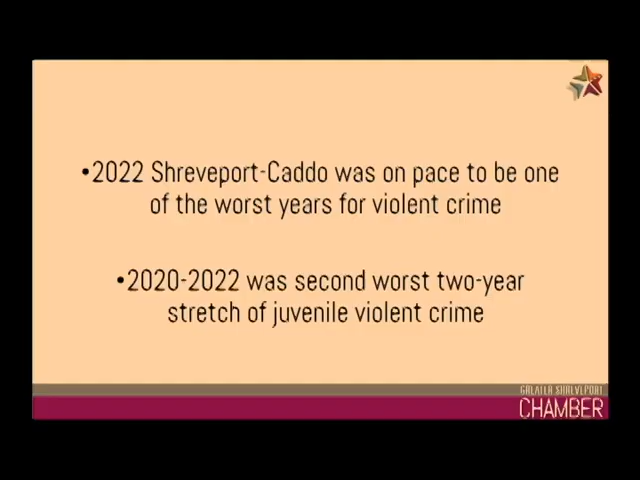 •2022 Shreveport-Caddo was on pace to be one
of the worst years for violent crime
•2020-2022 was second worst two-year
stretch of juvenile violent crime
GREATER SHREVEPORT
CHAMBER